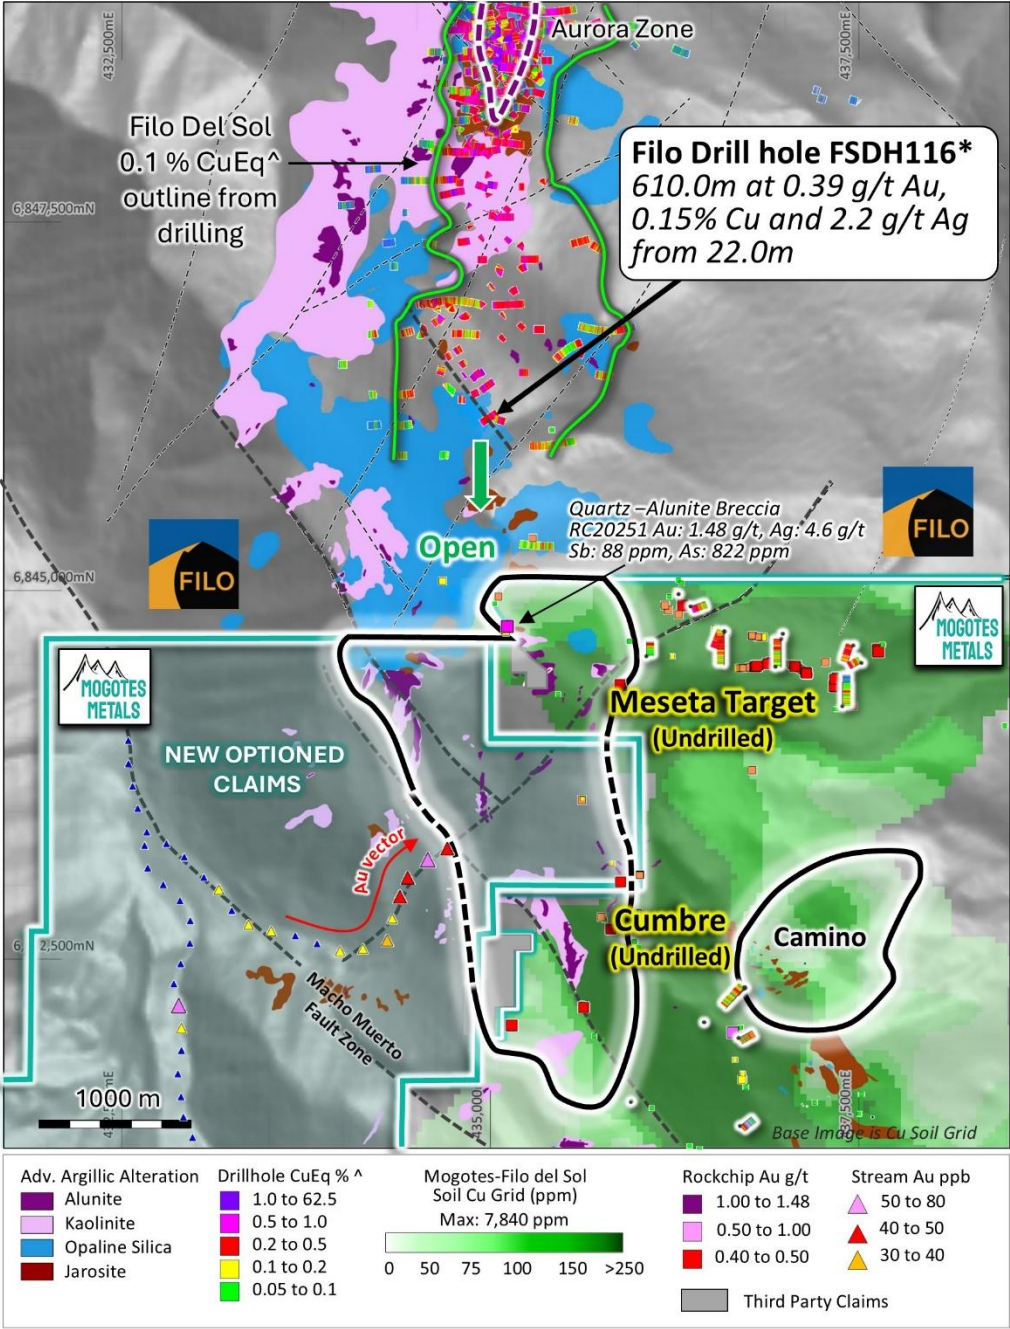 432,500mE
Aurora Zone
437,500mE
Filo Del Sol
0.1 % CuEq^
outline from
drilling
Filo Drill hole FSDH116*
610.0m at 0.39 g/t Au,
0.15% Cu and 2.2 g/t Ag
from 22.0m
6,847,500mN
Quartz –Alunite Breccia
RC20251 Au: 1.48 g/t, Ag: 4.6 g/t
Sb: 88 ppm, As: 822 ppm
FILO
Open
FILO
6,845,000mN
MOGOTES
METALS
MOGOTES
METALS
Meseta Target
(Undrilled)
NEW OPTIONED
CLAIMS
Au vector
Cumbre
(Undrilled)
Camino
2,500mN
Macho Muerto
Fault Zone
1000 m
435,000
437,500mE
Base Image is Cu Soil Grid
Adv. Argillic Alteration
Alunite
Kaolinite
Opaline Silica
Jarosite
Drillhole CuEq % ^
1.0 to 62.5
0.5 to 1.0
0.2 to 0.5
0.1 to 0.2
0.05 to 0.1
Mogotes-Filo del Sol
Soil Cu Grid (ppm)
Max: 7,840 ppm
0 50 75 100 150 >250
Rockchip Au g/t
1.00 to 1.48
0.50 to 1.00
0.40 to 0.50
Stream Au ppb
50 to 80
40 to 50
30 to 40
Third Party Claims